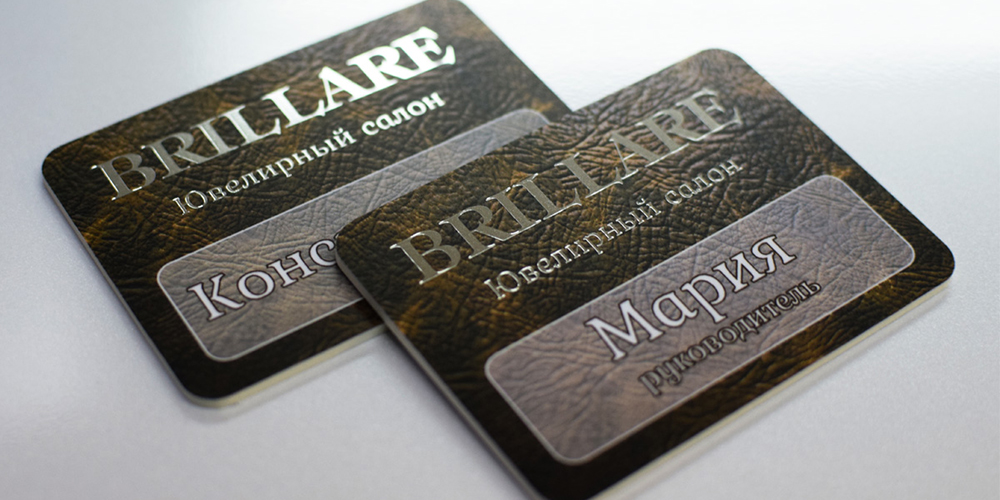 BRILLARE
Ювелирный салон
Конс
BRILLARE
Ювелирный салон
Мария
руководитель